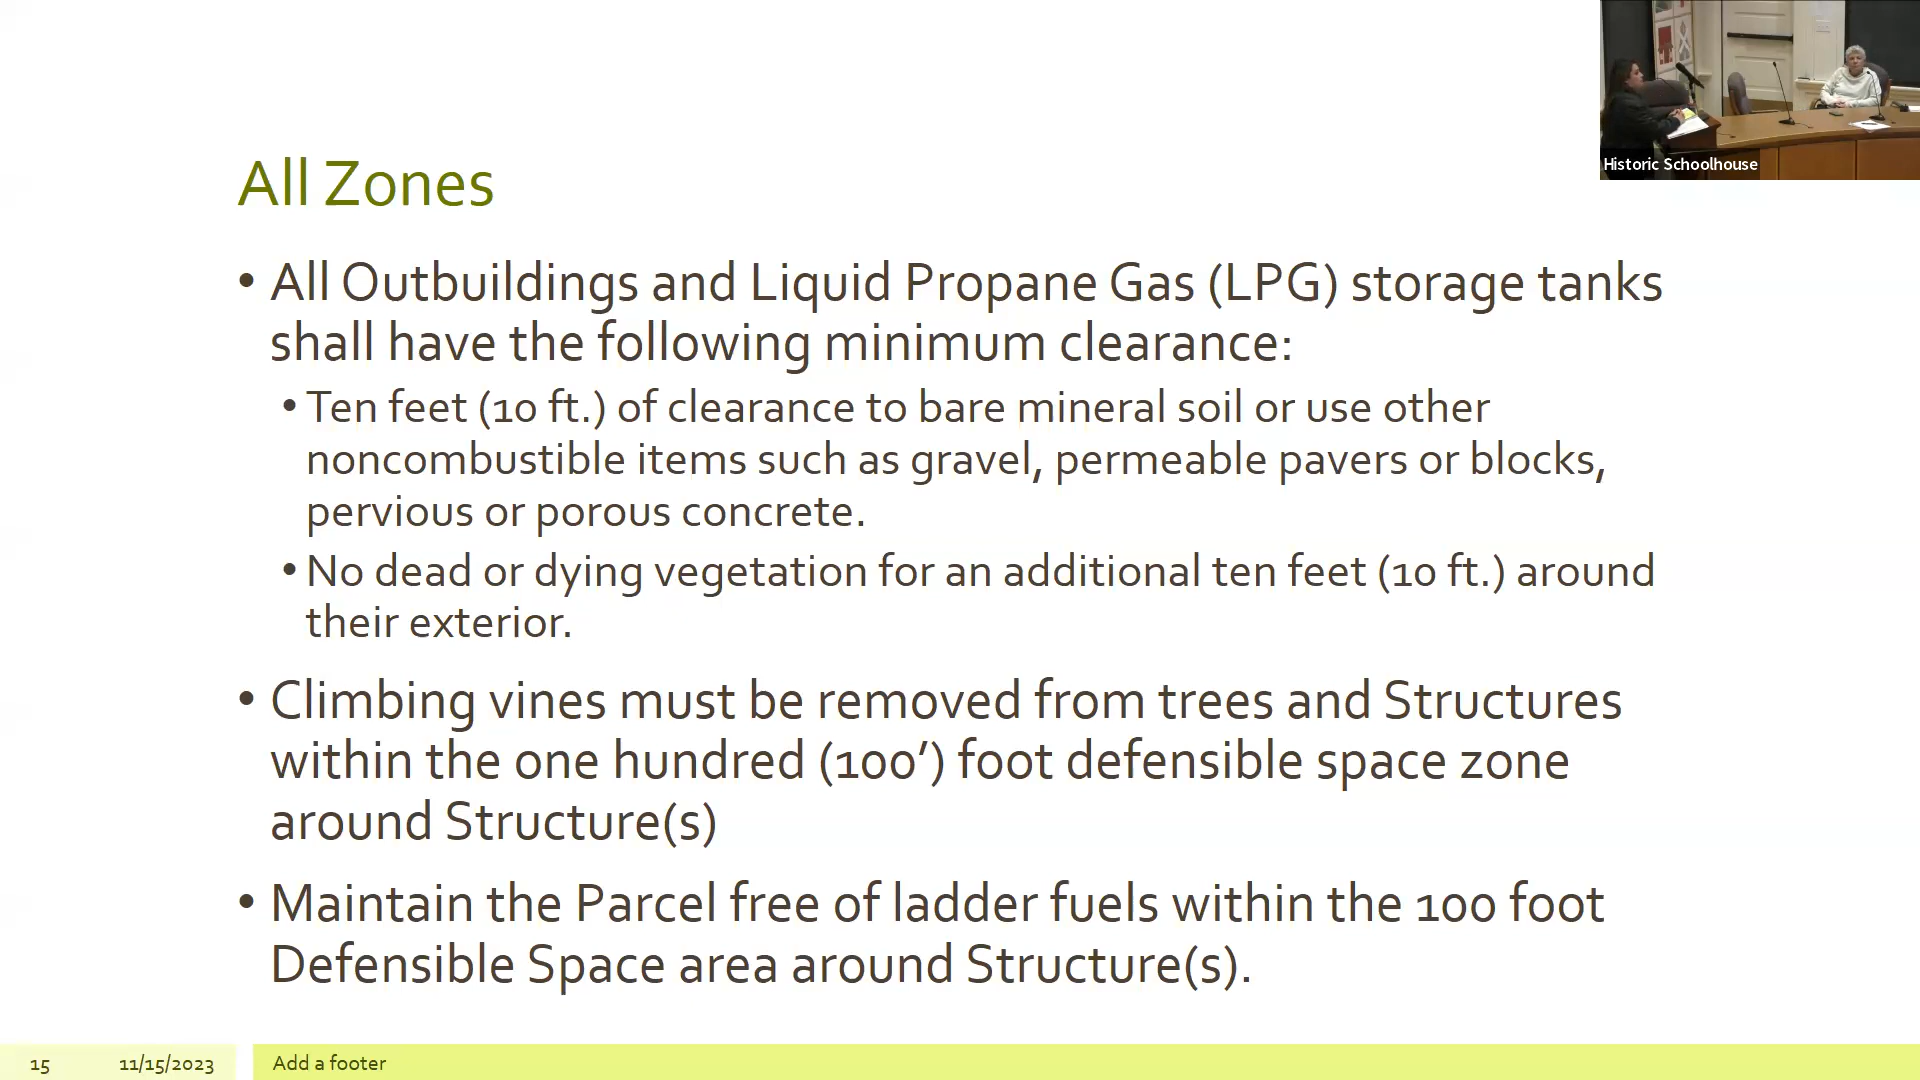 Historic Schoolhouse
All Zones
• All Outbuildings and Liquid Propane Gas (LPG) storage tanks
shall have the following minimum clearance:
• Ten feet (10 ft.) of clearance to bare mineral soil or use other
noncombustible items such as gravel, permeable pavers or blocks,
pervious or porous concrete.
• No dead or dying vegetation for an additional ten feet (10 ft.) around
their exterior.
• Climbing vines must be removed from trees and Structures
within the one hundred (100’) foot defensible space zone
around Structure(s)
• Maintain the Parcel free of ladder fuels within the 100 foot
Defensible Space area around Structure(s).
15 11/15/2023 Add a footer